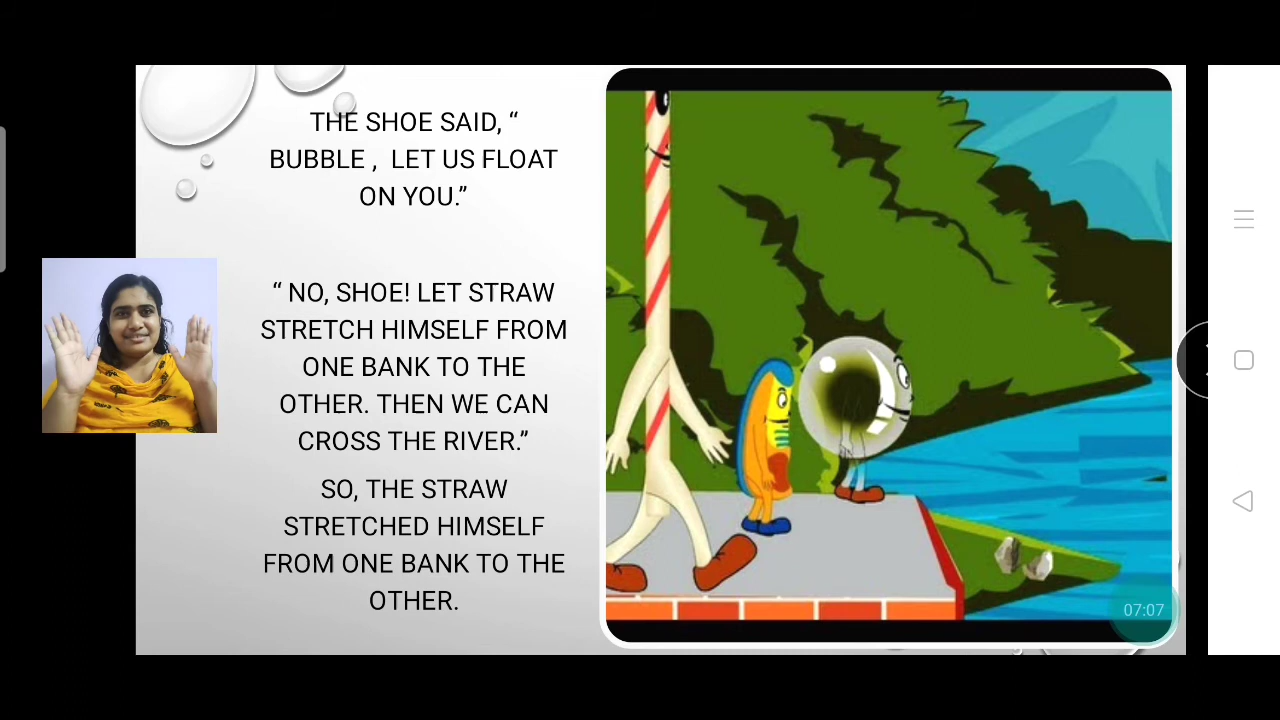 THE SHOE SAID, “
BUBBLE , LET US FLOAT
ON YOU.”
“ NO, SHOE! LET STRAW
STRETCH HIMSELF FROM
ONE BANK TO THE
OTHER. THEN WE CAN
CROSS THE RIVER.”
SO, THE STRAW
STRETCHED HIMSELF
FROM ONE BANK TO THE
OTHER.
07:07